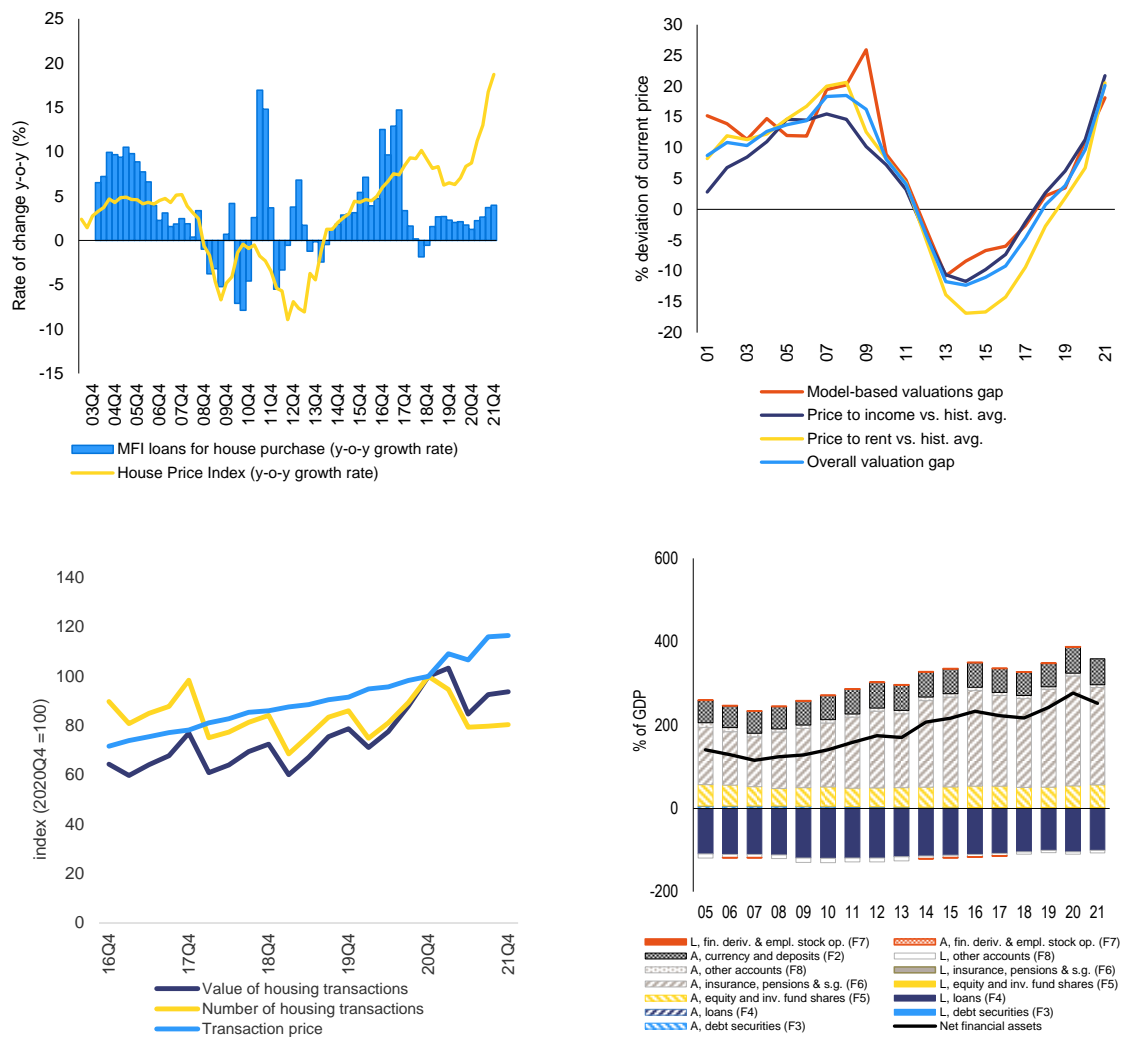 25
20
15
10
5
0
-5
-10
-15
Rate of change y-o-y (%)
03Q4
04Q4
05Q4
06Q4
07Q4
08Q4
09Q4
10Q4
11Q4
12Q4
13Q4
14Q4
15Q4
16Q4
17Q4
18Q4
19Q4
20Q4
21Q4
MFI loans for house purchase (y-o-y growth rate)
House Price Index (y-o-y growth rate)
30
25
20
15
10
5
0
-5
-10
-15
-20
% deviation of current price
01
03
05
07
09
11
13
15
17
19
21
Model-based valuations gap
Price to income vs. hist. avg.
Price to rent vs. hist. avg.
Overall valuation gap
140
120
100
80
60
40
20
0
index (2020Q4 =100)
16Q4
17Q4
18Q4
19Q4
20Q4
21Q4
Value of housing transactions
Number of housing transactions
Transaction price
600
400
200
0
-200
% of GDP
05 06 07 08 09 10 11 12 13 14 15 16 17 18 19 20 21
L, fin. deriv. & empl. stock op. (F7)
A, currency and deposits (F2)
A, other accounts (F8)
A, insurance, pensions & s.g. (F6)
A, equity and inv. fund shares (F5)
A, loans (F4)
A, debt securities (F3)
A, fin. deriv. & empl. stock op. (F7)
L, other accounts (F8)
L, insurance, pensions & s.g. (F6)
L, equity and inv. fund shares (F5)
L, loans (F4)
L, debt securities (F3)
Net financial assets